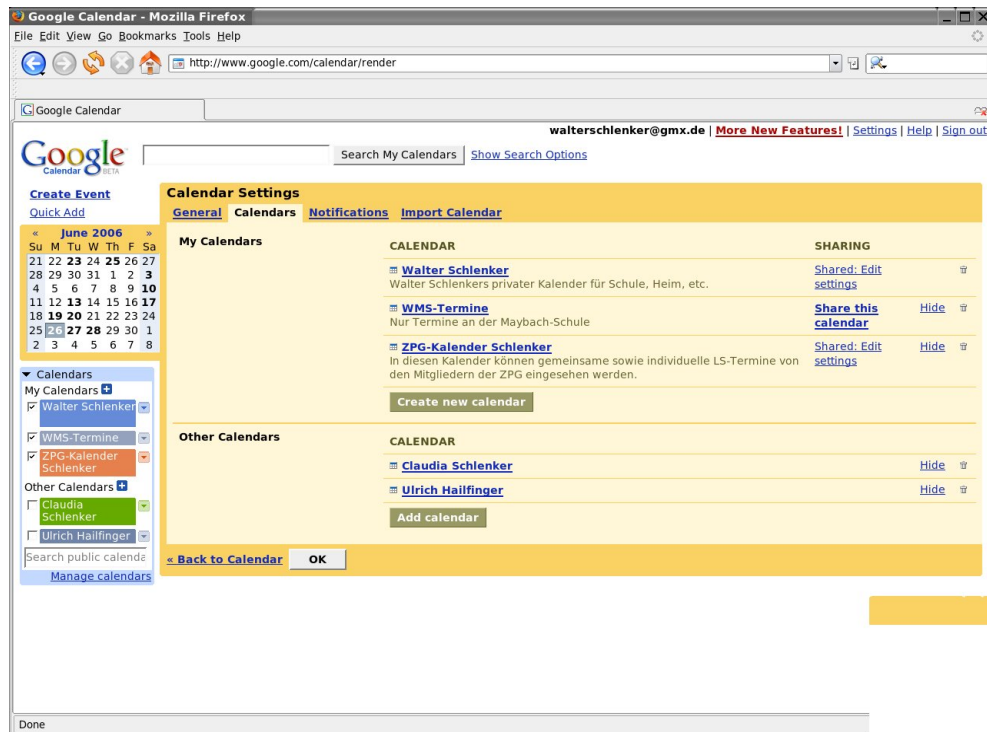 Google Calendar - Mozilla Firefox
File Edit View Go Bookmarks Tools Help
http://www.google.com/calendar/render
Google Calendar
walterschlenker@gmx.de | More New Features! | Settings | Help | Sign out
Google Calendar BETA
Search My Calendars Show Search Options
Create Event
Quick Add
« June 2006 »
Su M Tu W Th F Sa
21 22 23 24 25 26 27
28 29 30 31 1 2 3
4 5 6 7 8 9 10
11 12 13 14 15 16 17
18 19 20 21 22 23 24
25 26 27 28 29 30 1
2 3 4 5 6 7 8
Calendars
My Calendars
Walter Schlenker
WMS-Termine
ZPG-Kalender
Schlenker
Other Calendars
Claudia
Schlenker
Ulrich Hailfinger
Search public calenda
Manage calendars
Calendar Settings
General Calendars Notifications Import Calendar
My Calendars
CALENDAR SHARING
Walter Schlenker Shared: Edit
Walter Schlenkers privater Kalender für Schule, Heim, etc. settings
WMS-Termine Share this Hide
Nur Termine an der Maybach-Schule calendar
ZPG-Kalender Schlenker Shared: Edit Hide
In diesen Kalender können gemeinsame sowie individuelle LS-Termine von settings
den Mitgliedern der ZPG eingesehen werden.
Create new calendar
Other Calendars
CALENDAR
Claudia Schlenker Hide
Ulrich Hailfinger Hide
Add calendar
« Back to Calendar OK
Done